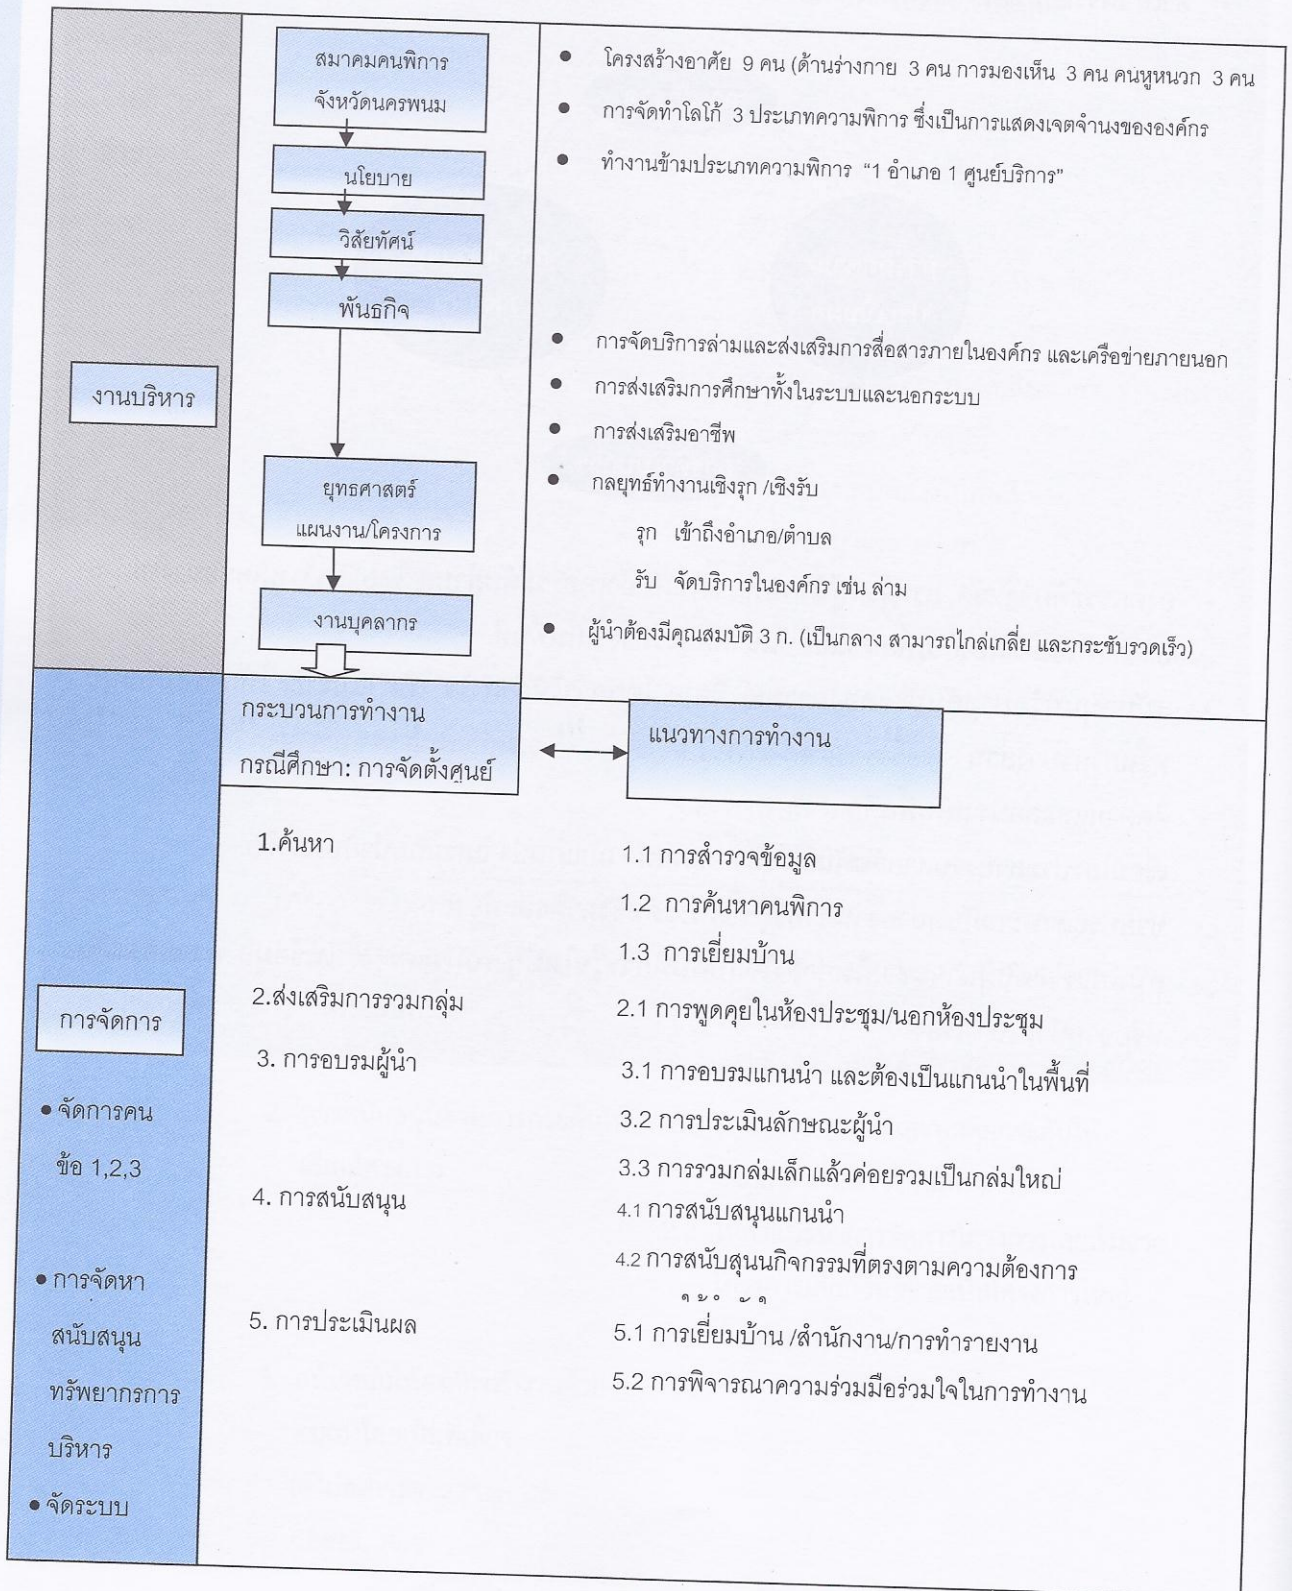 สมาคมคนพิการ
จังหวัดนครพนม
นโยบาย
วิสัยทัศน์
พันธกิจ
งานบริหาร
ยุทธศาสตร์
แผนงาน/โครงการ
งานบุคลากร
● โครงสร้างอาศัย 9 คน (ด้านร่างกาย 3 คน การมองเห็น 3 คน คนหูหนวก 3 คน
● การจัดทำโลโก้ 3 ประเภทความพิการ ซึ่งเป็นการแสดงเจตจำนงขององค์กร
● ทำงานข้ามประเภทความพิการ “1 อำเภอ 1 ศูนย์บริการ”
● การจัดบริการล่ามและส่งเสริมการสื่อสารภายในองค์กร และเครือข่ายภายนอก
● การส่งเสริมการศึกษาทั้งในระบบและนอกระบบ
● การส่งเสริมอาชีพ
● กลยุทธ์ทำงานเชิงรุก /เชิงรับ
รุก เข้าถึงอำเภอ/ตำบล
รับ จัดบริการในองค์กร เช่น ล่าม
● ผู้นำต้องมีคุณสมบัติ 3 ก. (เป็นกลาง สามารถไกล่เกลี่ย และกระชับรวดเร็ว)
กระบวนการทำงาน
กรณีศึกษา: การจัดตั้งศูนย์
แนวทางการทำงาน
1.ค้นหา
1.1 การสำรวจข้อมูล
1.2 การค้นหาคนพิการ
1.3 การเยี่ยมบ้าน
2.ส่งเสริมการรวมกลุ่ม
2.1 การพูดคุยในห้องประชุม/นอกห้องประชุม
3. การอบรมผู้นำ
3.1 การอบรมแกนนำ และต้องเป็นแกนนำในพื้นที่
3.2 การประเมินลักษณะผู้นำ
3.3 การรวมกลุ่มเล็กแล้วค่อยรวมเป็นกลุ่มใหญ่
4. การสนับสนุน
4.1 การสนับสนุนแกนนำ
4.2 การสนับสุนนกิจกรรมที่ตรงตามความต้องการ
5. การประเมินผล
5.1 การเยี่ยมบ้าน /สำนักงาน/การทำรายงาน
5.2 การพิจารณาความร่วมมือร่วมใจในการทำงาน
การจัดการ
● จัดการคน
ข้อ 1,2,3
● การจัดหา
สนับสนุน
ทรัพยากรการ
บริหาร
● จัดระบบ